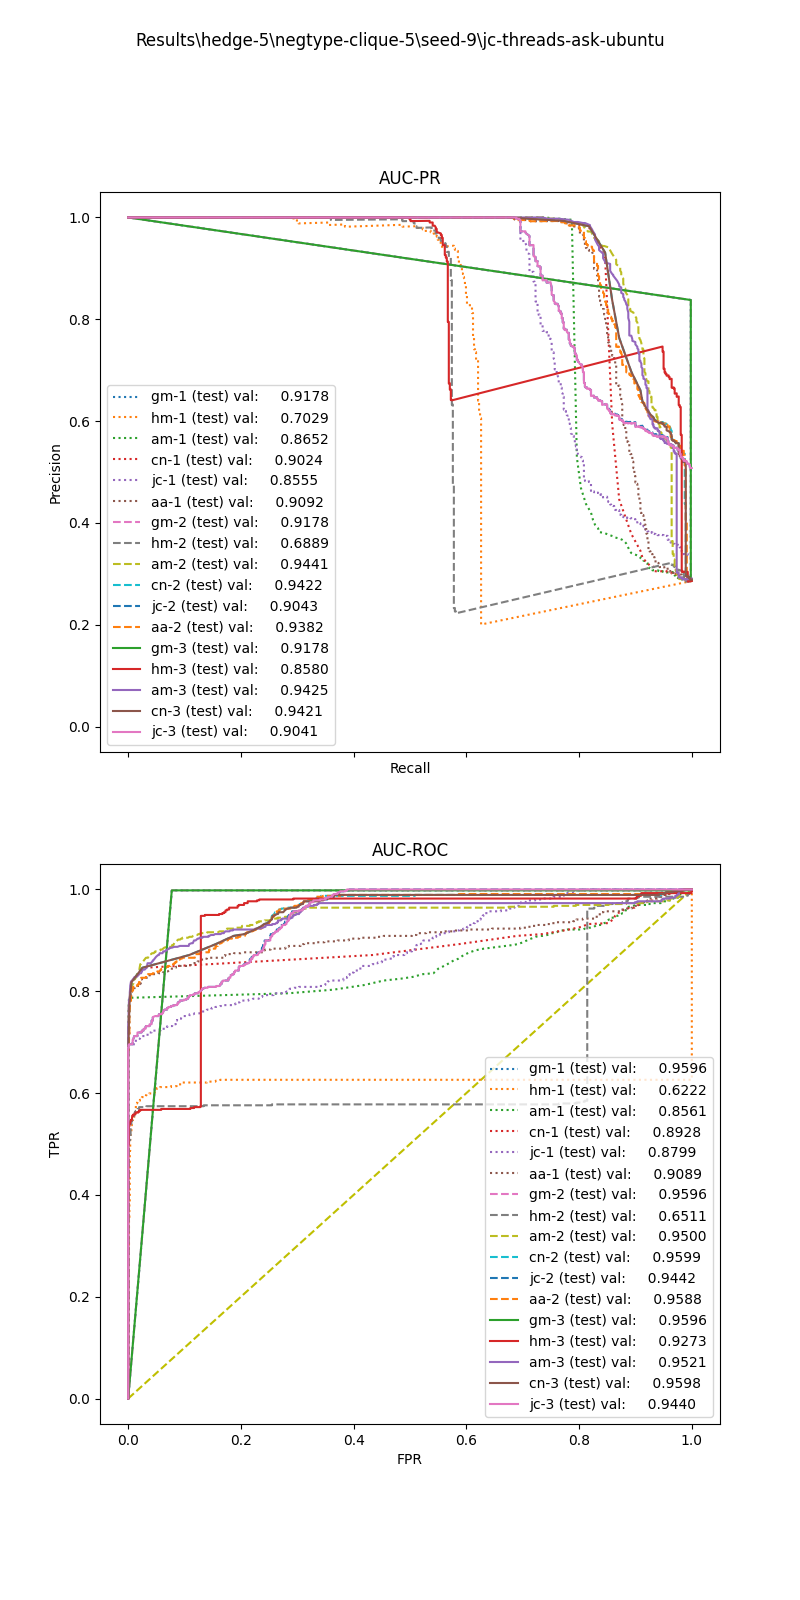 Results\hedge-5\negtype-clique-5\seed-9\jc-threads-ask-ubuntu
AUC-PR
1.0
0.8
0.6
0.4
0.2
0.0
Precision
gm-1 (test) val: 0.9178
hm-1 (test) val: 0.7029
am-1 (test) val: 0.8652
cn-1 (test) val: 0.9024
jc-1 (test) val: 0.8555
aa-1 (test) val: 0.9092
gm-2 (test) val: 0.9178
hm-2 (test) val: 0.6889
am-2 (test) val: 0.9441
cn-2 (test) val: 0.9422
jc-2 (test) val: 0.9043
aa-2 (test) val: 0.9382
gm-3 (test) val: 0.9178
hm-3 (test) val: 0.8580
am-3 (test) val: 0.9425
cn-3 (test) val: 0.9421
jc-3 (test) val: 0.9041
Recall
AUC-ROC
1.0
0.8
0.6
0.4
0.2
0.0
TPR
gm-1 (test) val: 0.9596
hm-1 (test) val: 0.6222
am-1 (test) val: 0.8561
cn-1 (test) val: 0.8928
jc-1 (test) val: 0.8799
aa-1 (test) val: 0.9089
gm-2 (test) val: 0.9596
hm-2 (test) val: 0.6511
am-2 (test) val: 0.9500
cn-2 (test) val: 0.9599
jc-2 (test) val: 0.9442
aa-2 (test) val: 0.9588
gm-3 (test) val: 0.9596
hm-3 (test) val: 0.9273
am-3 (test) val: 0.9521
cn-3 (test) val: 0.9598
jc-3 (test) val: 0.9440
0.0 0.2 0.4 0.6 0.8 1.0
FPR